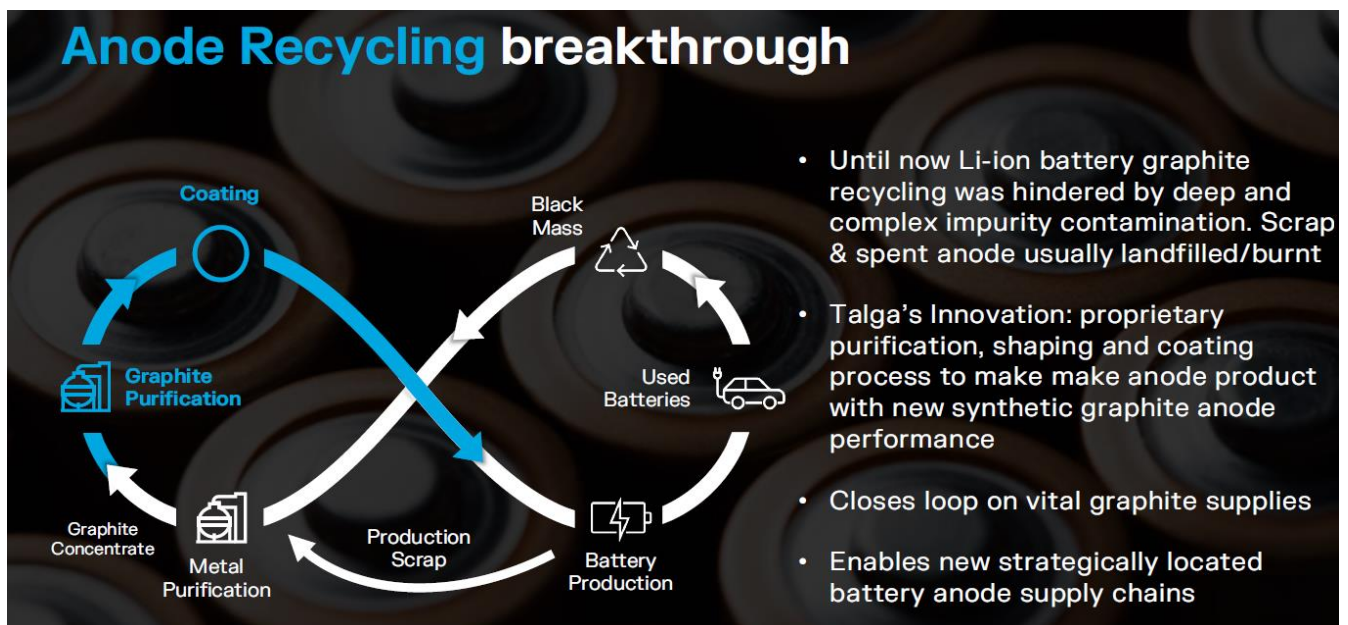 Anode Recycling breakthrough
Coating
Black
Mass
Graphite
Purification
Used
Batteries
Graphite
Concentrate
Metal
Purification
Production
Scrap
Battery
Production
• Until now Li-ion battery graphite
recycling was hindered by deep and
complex impurity contamination. Scrap
& spent anode usually landfilled/burnt
• Talga’s Innovation: proprietary
purification, shaping and coating
process to make make anode product
with new synthetic graphite anode
performance
• Closes loop on vital graphite supplies
• Enables new strategically located
battery anode supply chains